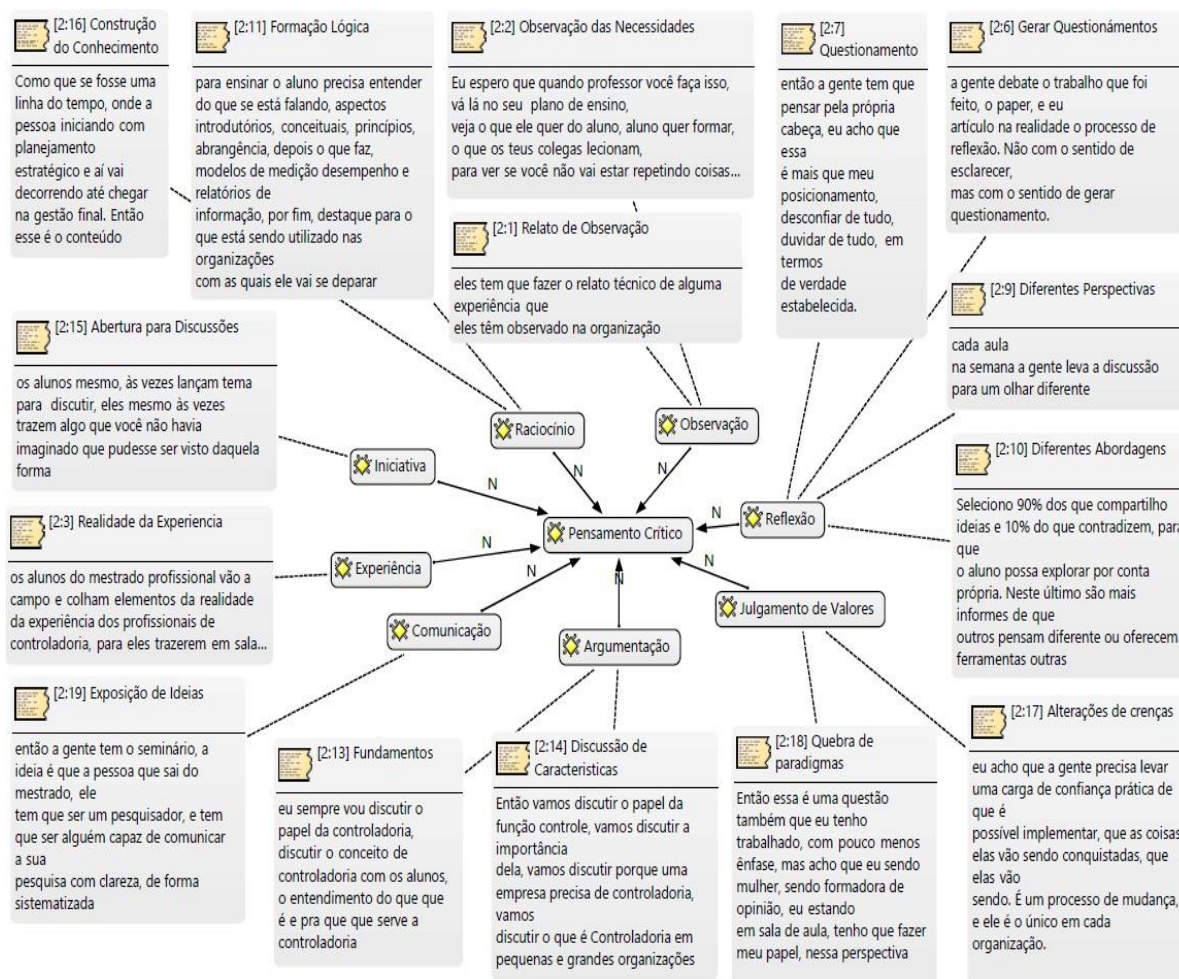 [2:16] Construção
do Conhecimento
Como que se fosse uma
linha do tempo, onde a
pessoa iniciando com
planejamento
estratégico e aí vai
decorrendo até chegar
na gestão final. Então
esse é o conteúdo
[2:11] Formação Lógica
para ensinar o aluno precisa entender
do que se está falando, aspectos
introdutórios, conceituais, princípios,
abrangência, depois o que faz,
modelos de medição desempenho e
relatórios de
informação, por fim, destaque para o
que está sendo utilizado nas
organizações
com as quais ele vai se deparar
[2:2] Observação das Necessidades
Eu espero que quando professor você faça isso,
vá lá no seu plano de ensino,
veja o que ele quer do aluno, aluno quer formar,
o que os teus colegas lecionam,
para ver se você não vai estar repetindo coisas...
[2:7]
Questionamento
então a gente tem que
pensar pela própria
cabeça, eu acho que
essa
é mais que meu
posicionamento,
desconfiar de tudo,
duvidar de tudo, em
termos
de verdade
estabelecida.
[2:6] Gerar Questionámentos
a gente debate o trabalho que foi
feito, o paper, e eu
artículo na realidade o processo de
reflexão. Não com o sentido de
esclarecer,
mas com o sentido de gerar
questionamento.
[2:1] Relato de Observação
eles tem que fazer o relato técnico de alguma
experiência que
eles têm observado na organização
[2:9] Diferentes Perspectivas
cada aula
na semana a gente leva a discussão
para um olhar diferente
[2:15] Abertura para Discussões
os alunos mesmo, às vezes lançam tema
para discutir, eles mesmo às vezes
trazem algo que você não havia
imaginado que pudesse ser visto daquela
forma
Raciocínio
Observação
Iniciativa
N
N
N
[2:10] Diferentes Abordagens
Seleciono 90% dos que compartilho
ideias e 10% do que contradizem, para
que
o aluno possa explorar por conta
própria. Neste último são mais
informes de que
outros pensam diferente ou oferecem
ferramentas outras
[2:3] Realidade da Experiencia
os alunos do mestrado profissional vão a
campo e colham elementos da realidade
da experiência dos profissionais de
controladoria, para eles trazerem em sala...
N
Reflexão
Pensamento Crítico
N
Experiência
N
N
N
Julgamento de Valores
Comunicação
Argumentação
[2:19] Exposição de Ideias
então a gente tem o seminário, a
ideia é que a pessoa que sai do
mestrado, ele
tem que ser um pesquisador, e tem
que ser alguém capaz de comunicar
a sua
pesquisa com clareza, de forma
sistematizada
[2:13] Fundamentos
eu sempre vou discutir o
papel da controladoria,
discutir o conceito de
controladoria com os alunos,
o entendimento do que que
é e pra que que serve a
controladoria
[2:14] Discussão de
Caracteristicas
Então vamos discutir o papel da
função controle, vamos discutir a
importância
dela, vamos discutir porque uma
empresa precisa de controladoria,
vamos
discutir o que é Controladoria em
pequenas e grandes organizações
[2:18] Quebra de
paradigmas
Então essa é uma questão
também que eu tenho
trabalhado, com pouco menos
ênfase, mas acho que eu sendo
mulher, sendo formadora de
opinião, eu estando
em sala de aula, tenho que fazer
meu papel, nessa perspectiva
[2:17] Alterações de crenças
eu acho que a gente precisa levar
uma carga de confiança prática de
que é
possível implementar, que as coisas
elas vão sendo conquistadas, que
elas vão
sendo. É um processo de mudança,
e ele é o único em cada
organização.